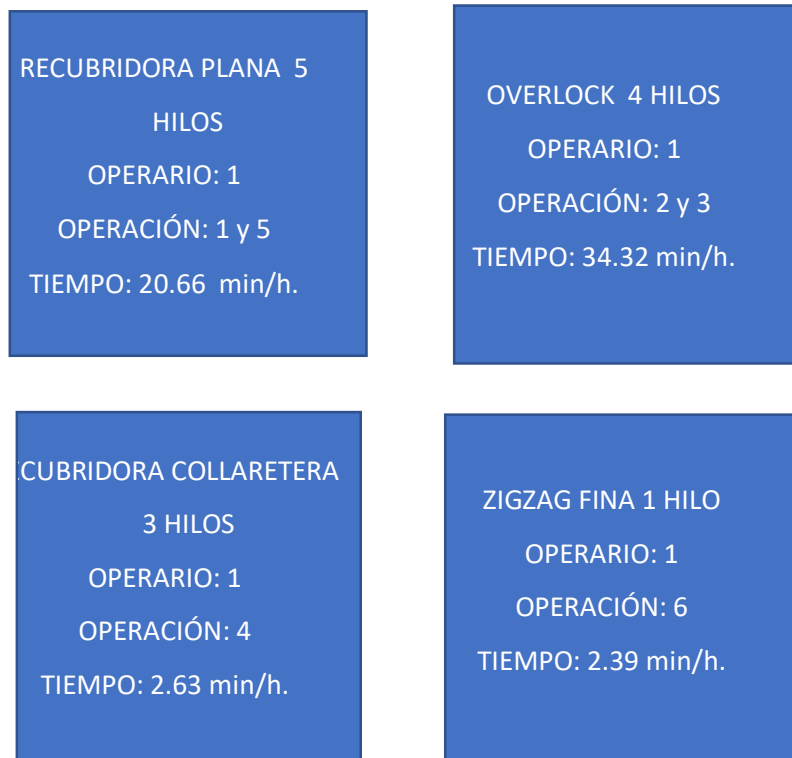 RECUBRIDORA PLANA 5
HILOS
OPERARIO: 1
OPERACIÓN: 1 y 5
TIEMPO: 20.66 min/h.
OVERLOCK 4 HILOS
OPERARIO: 1
OPERACIÓN: 2 y 3
TIEMPO: 34.32 min/h.
CUBRIDORA COLLARETERA
3 HILOS
OPERARIO: 1
OPERACIÓN: 4
TIEMPO: 2.63 min/h.
ZIGZAG FINA 1 HILO
OPERARIO: 1
OPERACIÓN: 6
TIEMPO: 2.39 min/h.